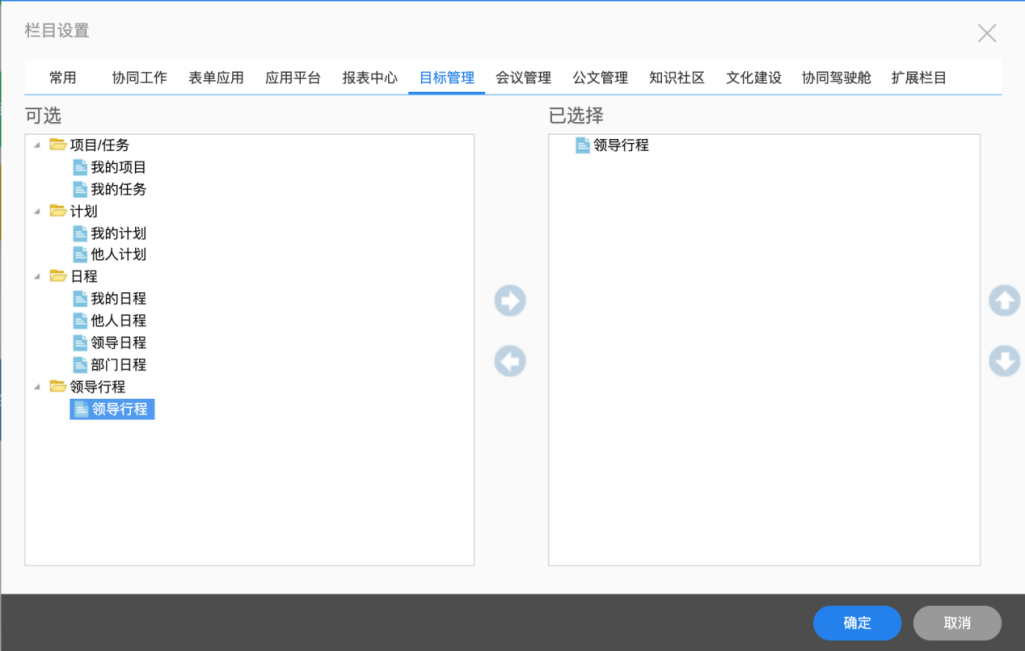 栏目设置
常用 协同工作 表单应用 应用平台 报表中心 目标管理 会议管理 公文管理 知识社区 文化建设 协同驾驶舱 扩展栏目
可选
项目/任务
我的项目
我的任务
计划
我的计划
他人计划
日程
我的日程
他人日程
领导日程
部门日程
领导行程
领导行程
已选择
领导行程
确定 取消